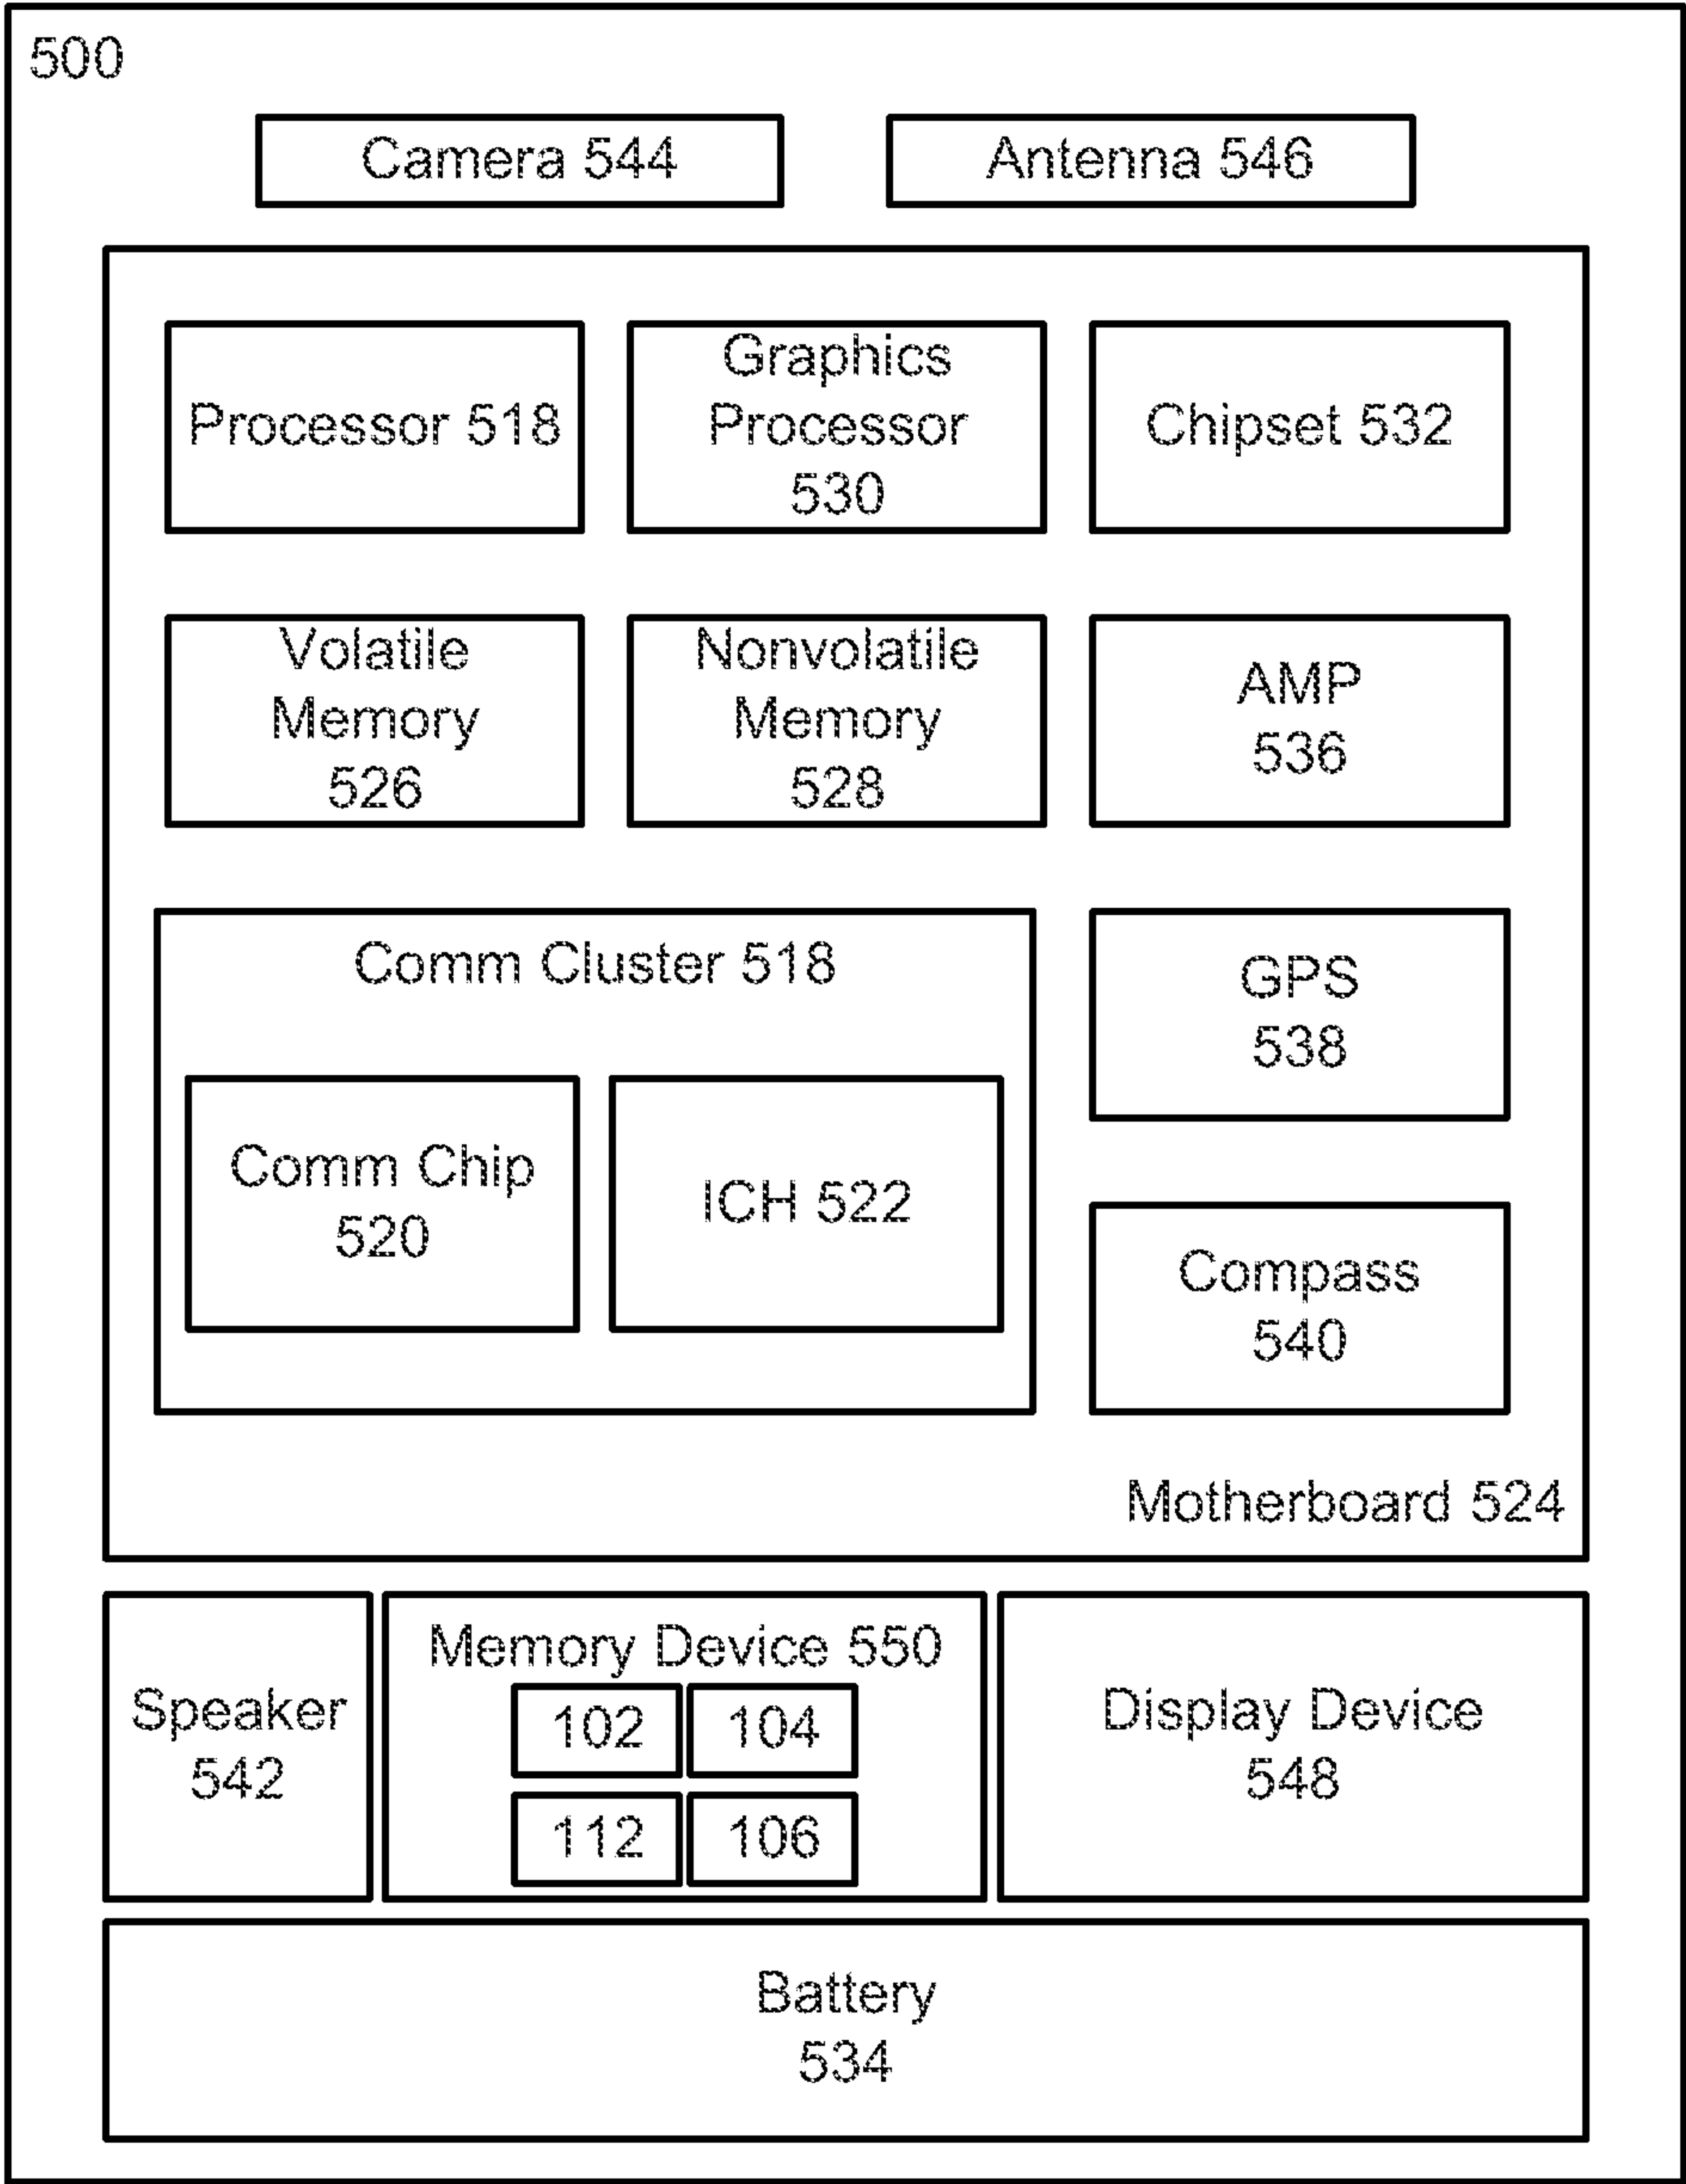 500
Camera 544
Antenna 546
Processor 518
Graphics
Processor
530
Chipset 532
Volatile
Memory
526
Nonvolatile
Memory
528
AMP
536
Comm Cluster 518
Comm Chip
520
ICH 522
GPS
538
Compass
540
Motherboard 524
Speaker
542
Memory Device 550
102
104
112
106
Display Device
548
Battery
534